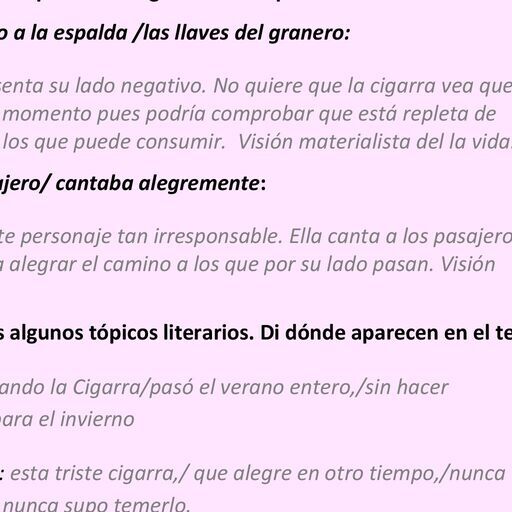 o a la espalda /las llaves del granero:
senta su lado negativo. No quiere que la cigarra vea que
momento pues podría comprobar que está repleta de
los que puede consumir. Visión materialista del la vida.
ajero/ cantaba alegremente:
te personaje tan irresponsable. Ella canta a los pasajero
a alegrar el camino a los que por su lado pasan. Visión
s algunos tópicos literarios. Di dónde aparecen en el te
ando la Cigarra/pasó el verano entero,/sin hacer
para el invierno
: esta triste cigarra,/ que alegre en otro tiempo,/nunca
nunca supo temerlo.